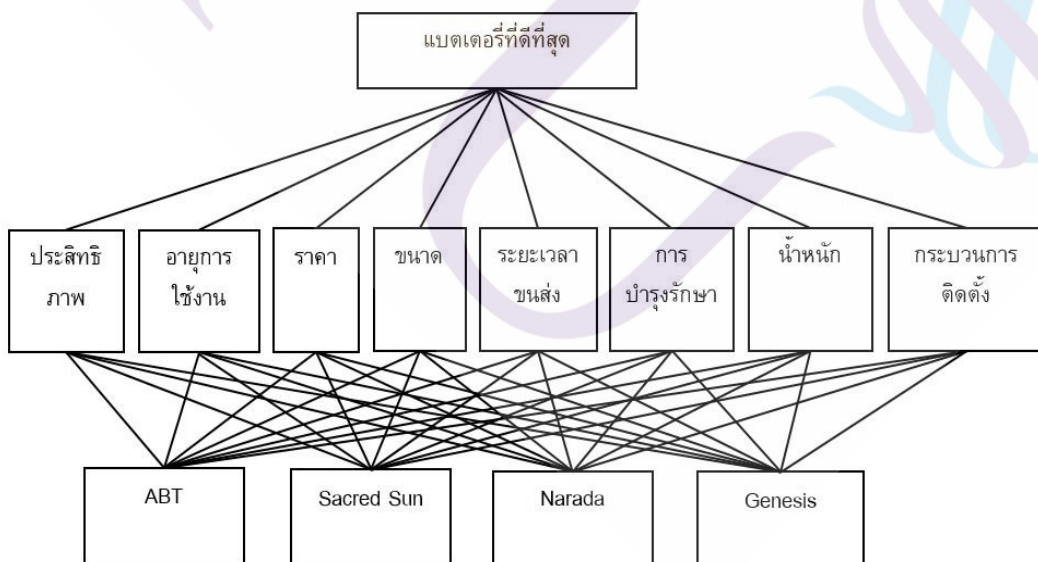 แบตเตอรี่ที่ดีที่สุด
ประสิทธิ
ภาพ
อายุการ
ใช้งาน
ราคา
ขนาด
ระยะเวลา
ขนส่ง
การ
บำรุงรักษา
น้ำหนัก
กระบวนการ
ติดตั้ง
ABT
Sacred Sun
Narada
Genesis